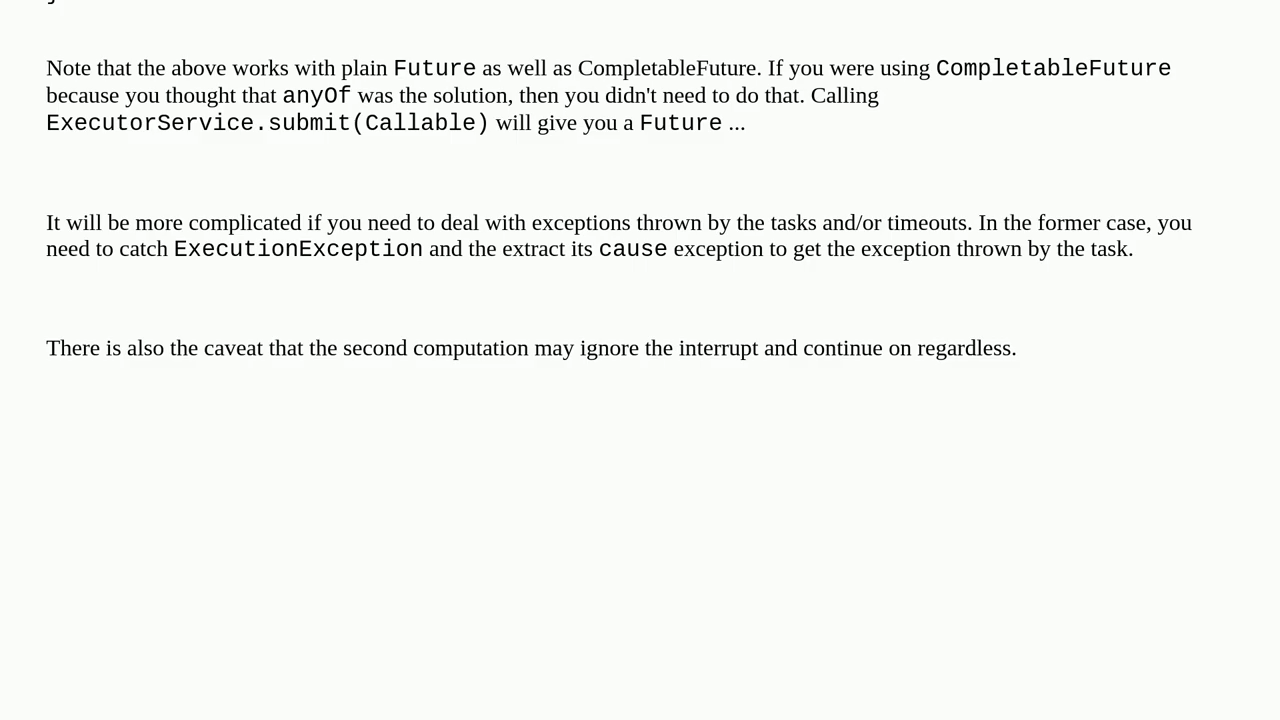 Note that the above works with plain Future as well as CompletableFuture. If you were using CompletableFuture
because you thought that anyOf was the solution, then you didn't need to do that. Calling
ExecutorService.submit(Callable) will give you a Future ...
It will be more complicated if you need to deal with exceptions thrown by the tasks and/or timeouts. In the former case, you
need to catch ExecutionException and the extract its cause exception to get the exception thrown by the task.
There is also the caveat that the second computation may ignore the interrupt and continue on regardless.